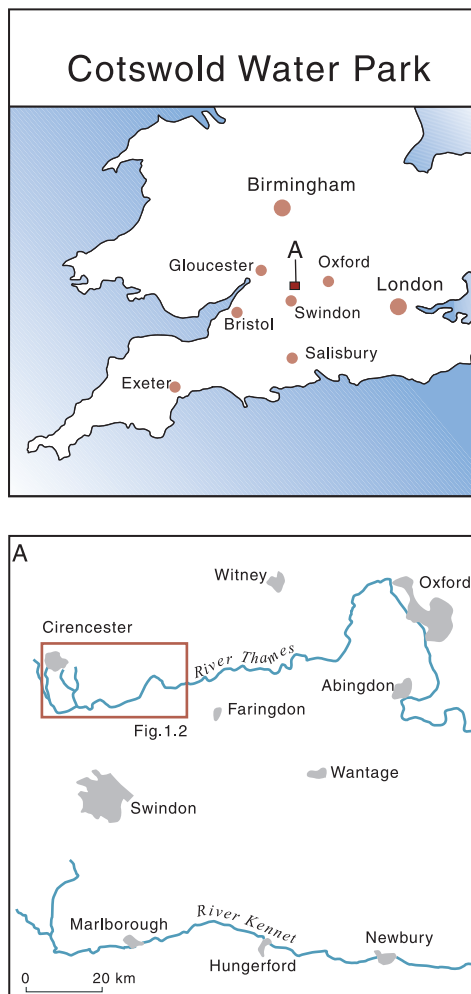 Cotswold Water Park
Birmingham
A
Gloucester
Oxford
London
Swindon
Bristol
Salisbury
Exeter
A
Witney
Oxford
Cirencester
River Thames
Abingdon
Faringdon
Fig.1.2
Wantage
Swindon
River Kennet
Marlborough
Newbury
Hungerford
0 20 km